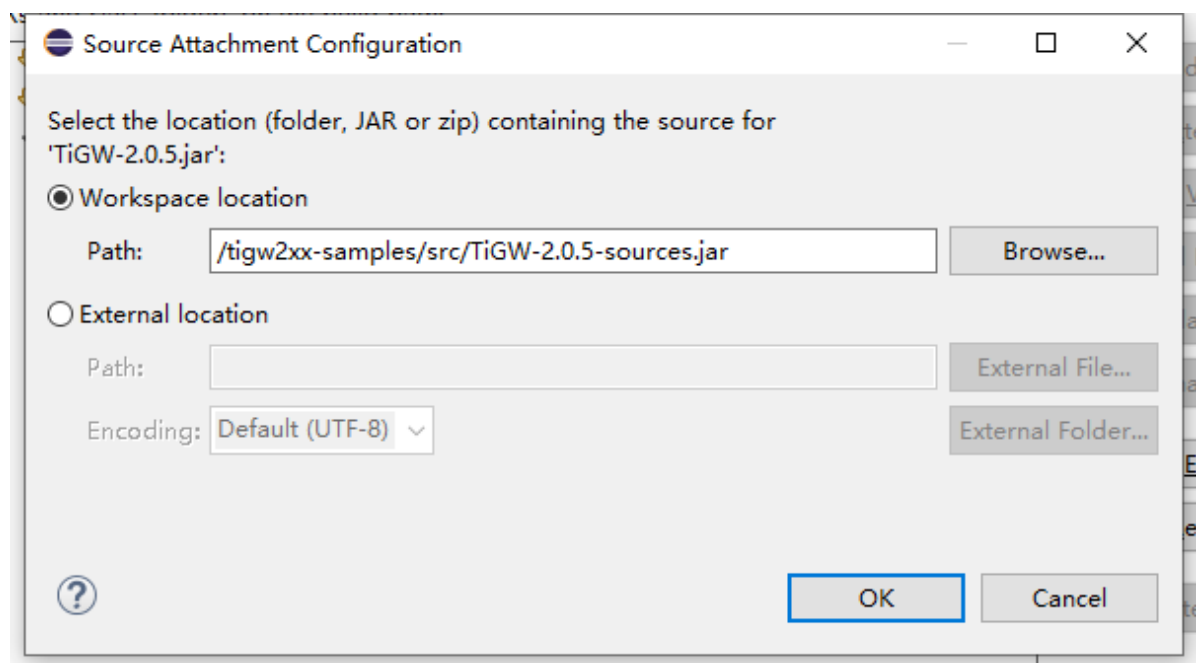 Source Attachment Configuration
Select the location (folder, JAR or zip) containing the source for
'TiGW-2.0.5.jar':
Workspace location
Path: /tigw2xx-samples/src/TiGW-2.0.5-sources.jar Browse...
External location
Path: External File...
Encoding: Default (UTF-8) External Folder...
OK Cancel